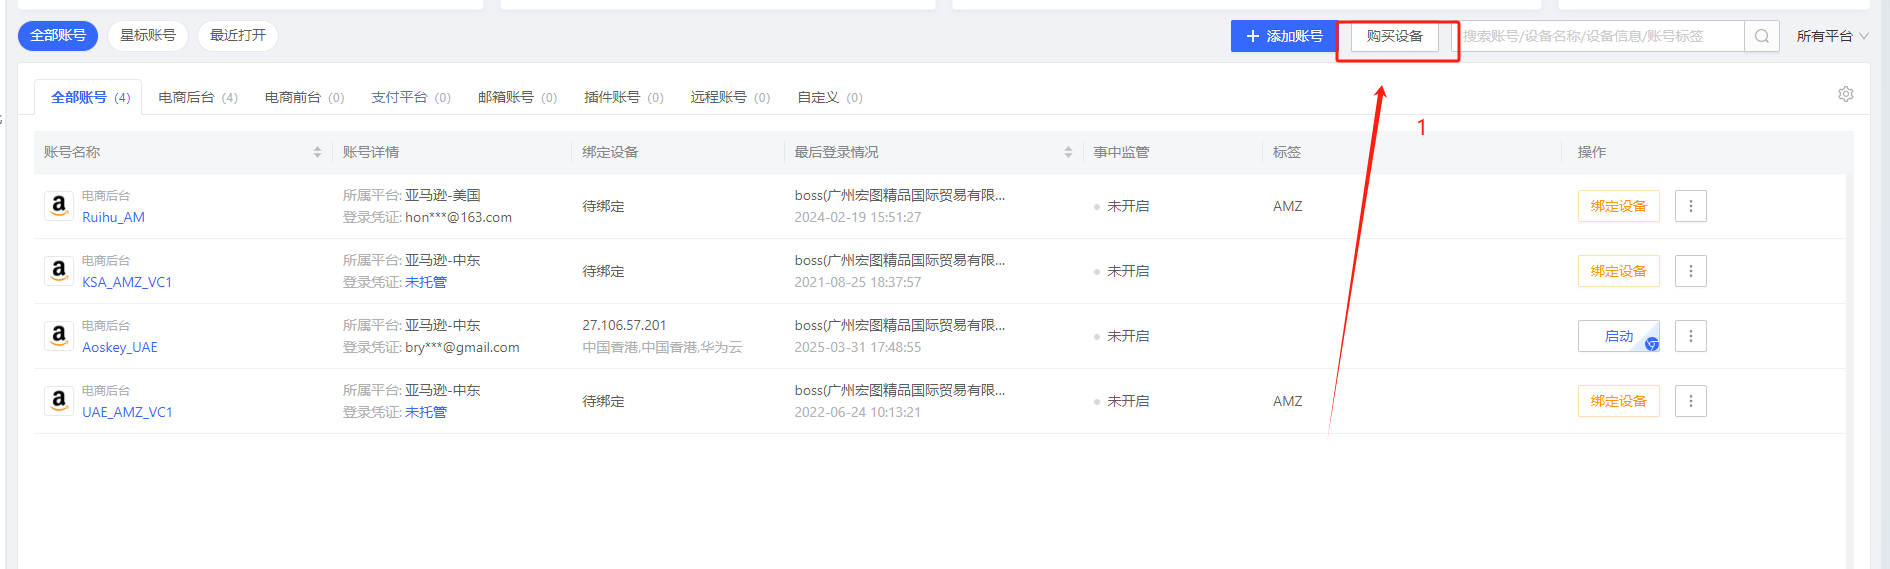 全部账号 星标账号 最近打开 + 添加账号 购买设备 搜索账号/设备名称/设备信息/账号标签 所有平台
1
全部账号 (4) 电商后台 (4) 电商前台 (0) 支付平台 (0) 邮箱账号 (0) 插件账号 (0) 远程账号 (0) 自定义 (0)
账号名称 账号详情 绑定设备 最后登录情况 事中监管 标签 操作
电商后台 所属平台: 亚马逊-美国 boss(广州宏图精品国际贸易有限...
待绑定 未开启 AMZ 绑定设备
Ruihu_AM 登录凭证: hon***@163.com 2024-02-19 15:51:27
电商后台 所属平台: 亚马逊-中东 boss(广州宏图精品国际贸易有限...
待绑定 未开启 绑定设备
KSA_AMZ_VC1 登录凭证: 未托管 2021-08-25 18:37:57
电商后台 所属平台: 亚马逊-中东 27.106.57.201 boss(广州宏图精品国际贸易有限...
未开启 启动
Aoskey_UAE 登录凭证: bry***@gmail.com 中国香港,中国香港,华为云 2025-03-31 17:48:55
电商后台 所属平台: 亚马逊-中东 boss(广州宏图精品国际贸易有限...
待绑定 未开启 AMZ 绑定设备
UAE_AMZ_VC1 登录凭证: 未托管 2022-06-24 10:13:21